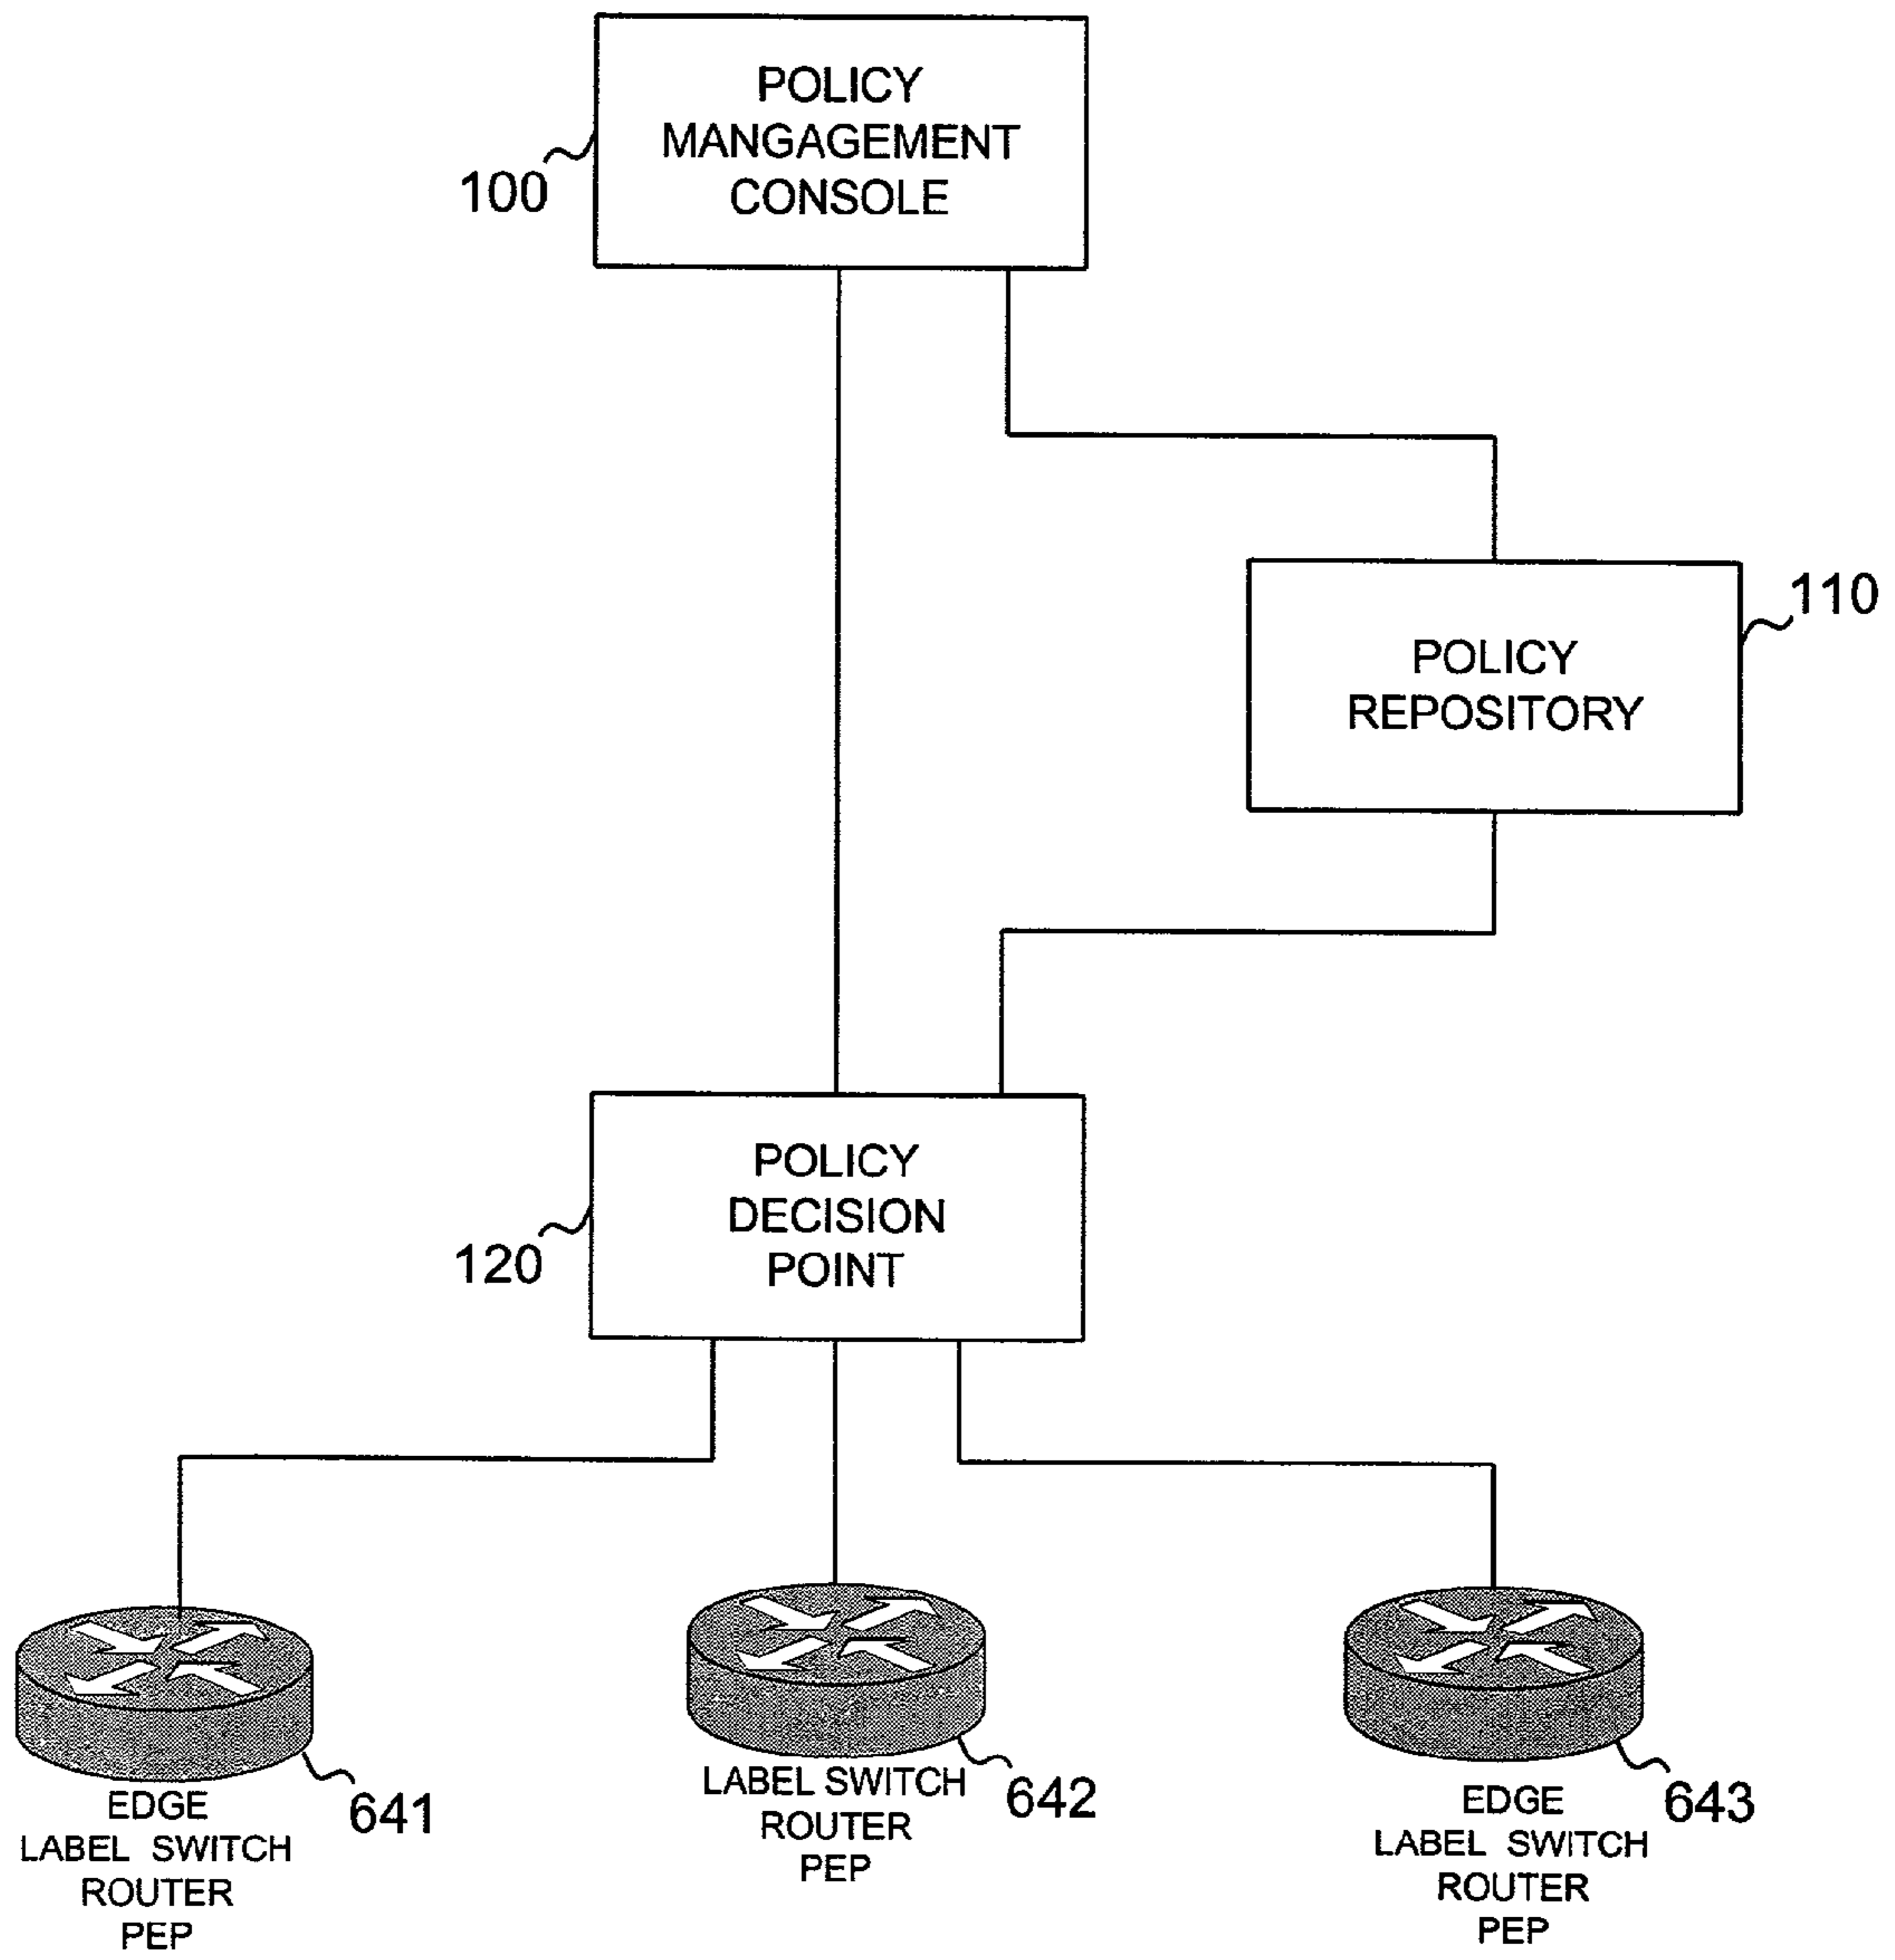 POLICY
MANGAGEMENT
CONSOLE
100
110
POLICY
REPOSITORY
POLICY
DECISION
POINT
120
EDGE
LABEL SWITCH
ROUTER
PEP
641
LABEL SWITCH
ROUTER
PEP
642
EDGE
LABEL SWITCH
ROUTER
PEP
643